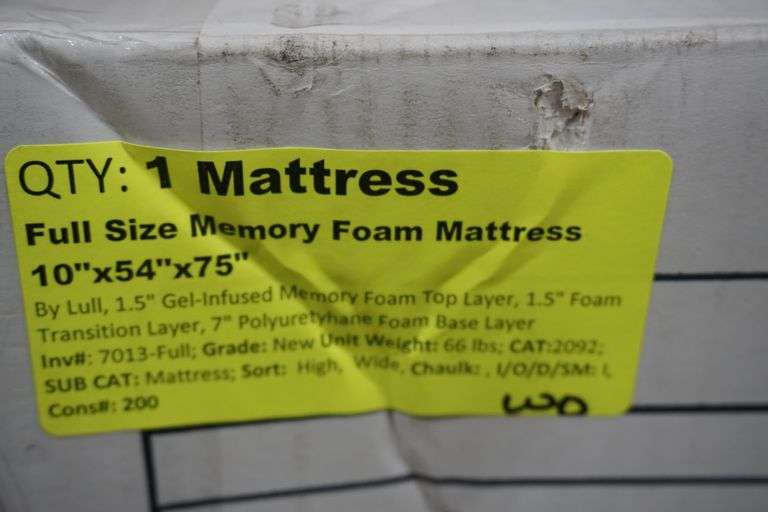 QTY: 1 Mattress
Full Size Memory Foam Mattress
10"x54"x75"
By Lull, 1.5" Gel-Infused Memory Foam Top Layer, 1.5" Foam
Transition Layer, 7" Polyuretyhane Foam Base Layer
Inv#: 7013-Full; Grade: New Unit Weight: 66 lbs; CAT:2092;
SUB CAT: Mattress; Sort: High, Wide, Chaulk: , I/O/D/SM: I,
Cons#: 200